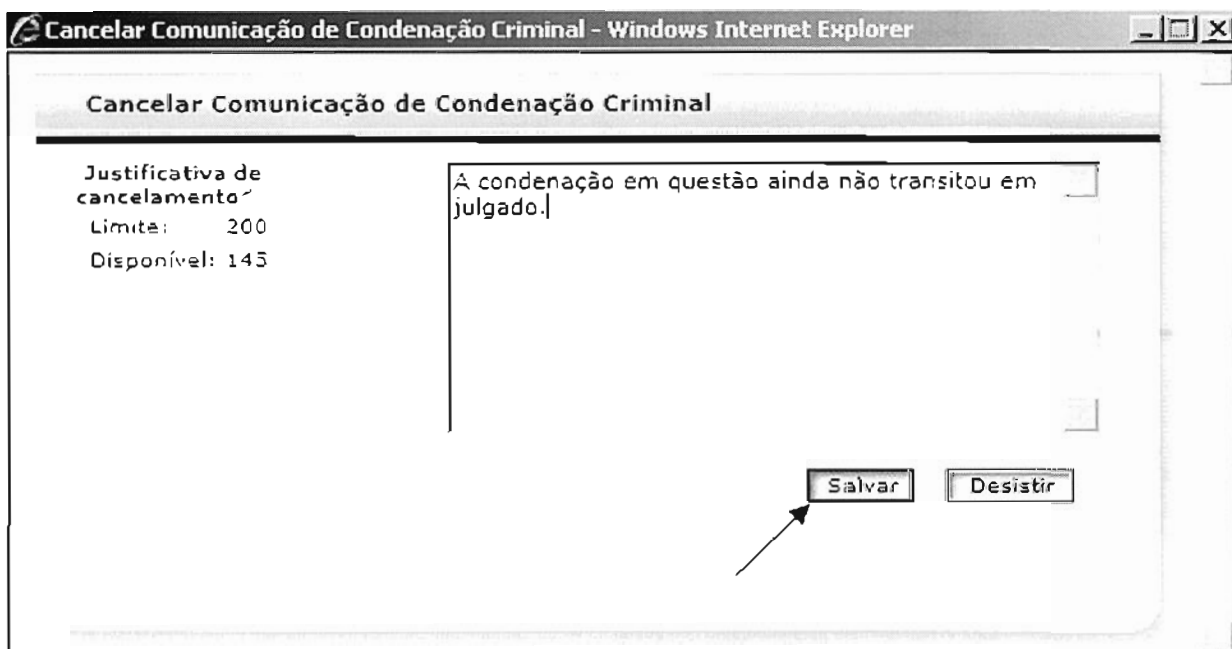 Cancelar Comunicação de Condenação Criminal - Windows Internet Explorer
Cancelar Comunicação de Condenação Criminal
Justificativa de
cancelamento
Limite: 200
Disponível: 145
A condenação em questão ainda não transitou em
julgado.
Salvar Desistir